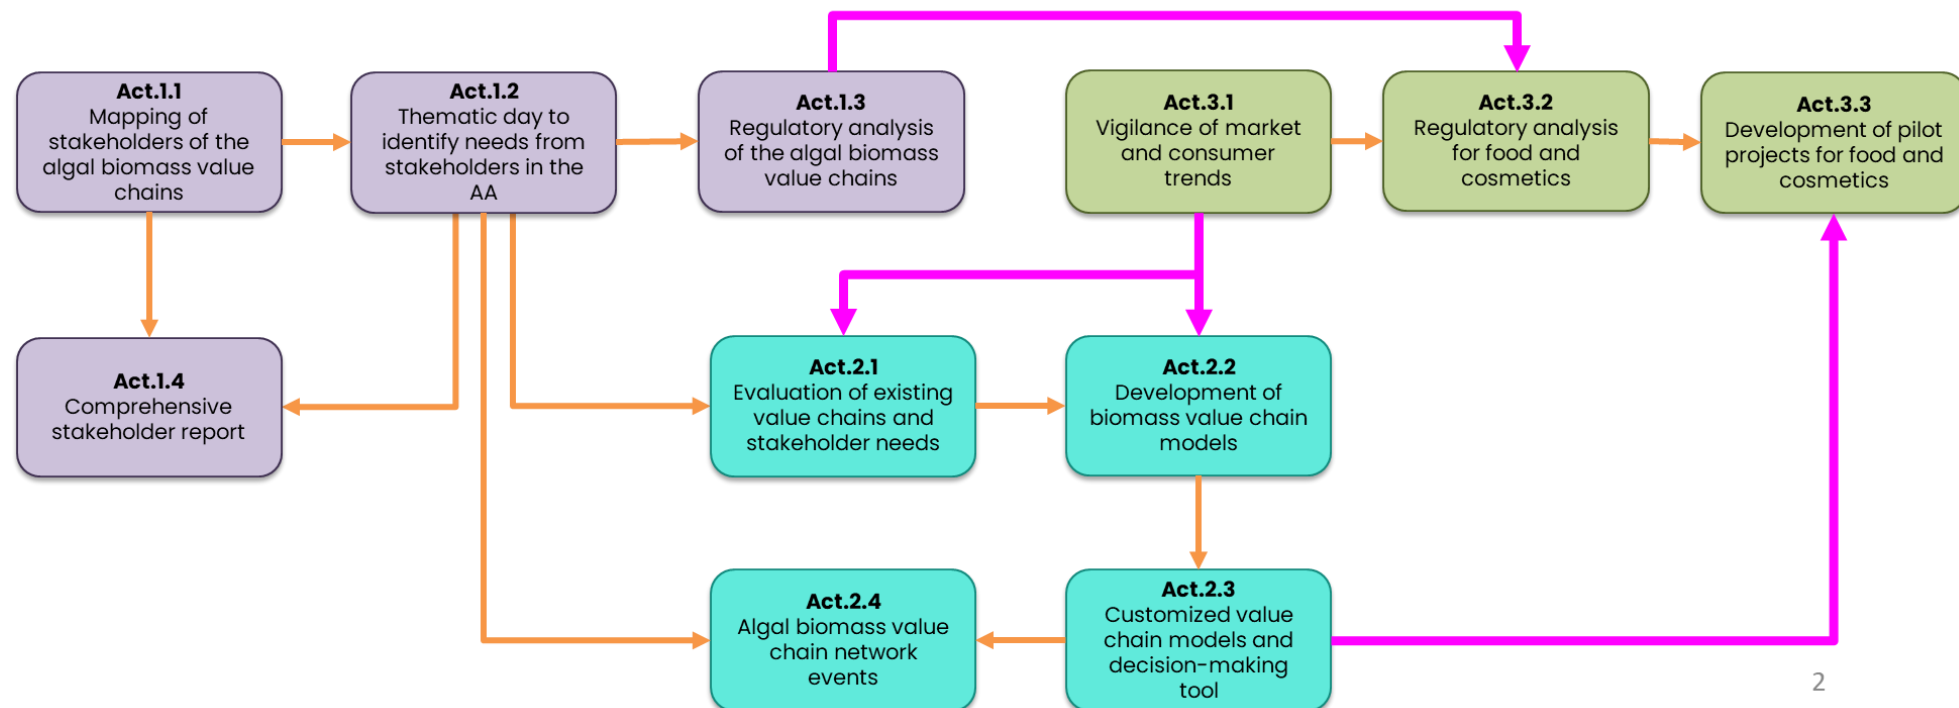 Act.1.1
Mapping of
stakeholders of the
algal biomass value
chains
Act.1.2
Thematic day to
identify needs from
stakeholders in the
AA
Act.1.3
Regulatory analysis
of the algal biomass
value chains
Act.3.1
Vigilance of market
and consumer
trends
Act.3.2
Regulatory analysis
for food and
cosmetics
Act.3.3
Development of pilot
projects for food and
cosmetics
Act.1.4
Comprehensive
stakeholder report
Act.2.1
Evaluation of existing
value chains and
stakeholder needs
Act.2.2
Development of
biomass value chain
models
Act.2.4
Algal biomass value
chain network
events
Act.2.3
Customized value
chain models and
decision-making
tool
2